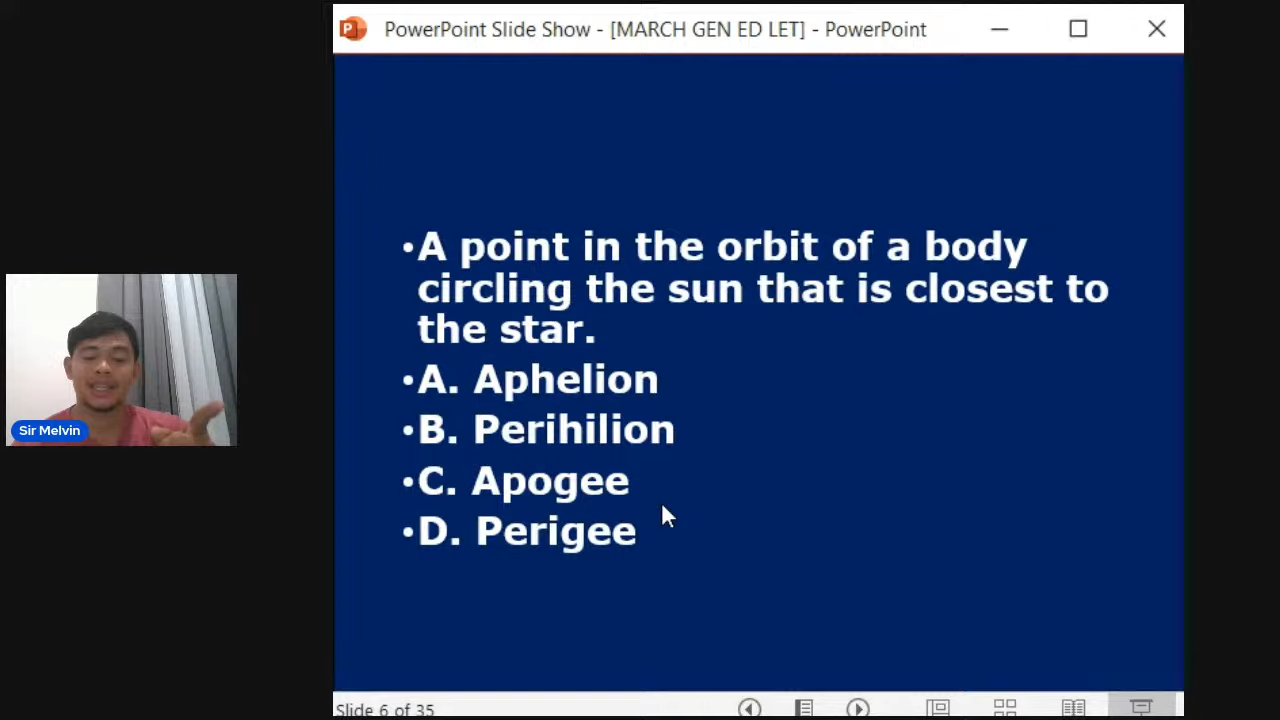 PowerPoint Slide Show - [MARCH GEN ED LET] - PowerPoint
•A point in the orbit of a body
circling the sun that is closest to
the star.
•A. Aphelion
•B. Perihilion
•C. Apogee
•D. Perigee
Sir Melvin
Slide 6 of 35